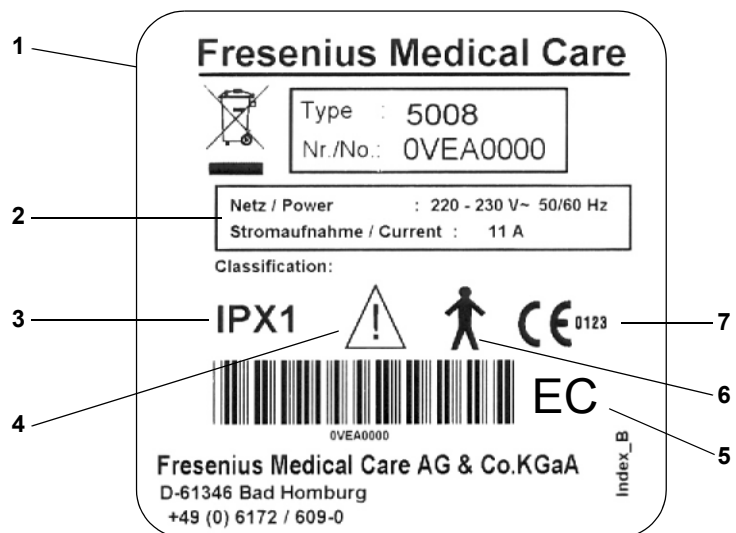 1
Fresenius Medical Care
Type : 5008
Nr./No.: 0VEA0000
2
Netz / Power : 220 - 230 V~ 50/60 Hz
Stromaufnahme / Current : 11 A
Classification:
3
IPX1
!
CE 0123
7
6
4
EC
5
0VEA0000
Index_B
Fresenius Medical Care AG & Co.KGaA
D-61346 Bad Homburg
+49 (0) 6172 / 609-0